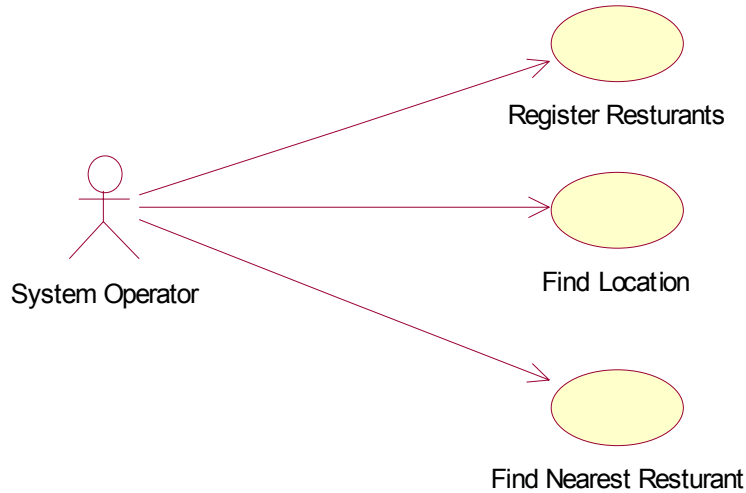 Register Resturants
System Operator
Find Location
Find Nearest Resturant